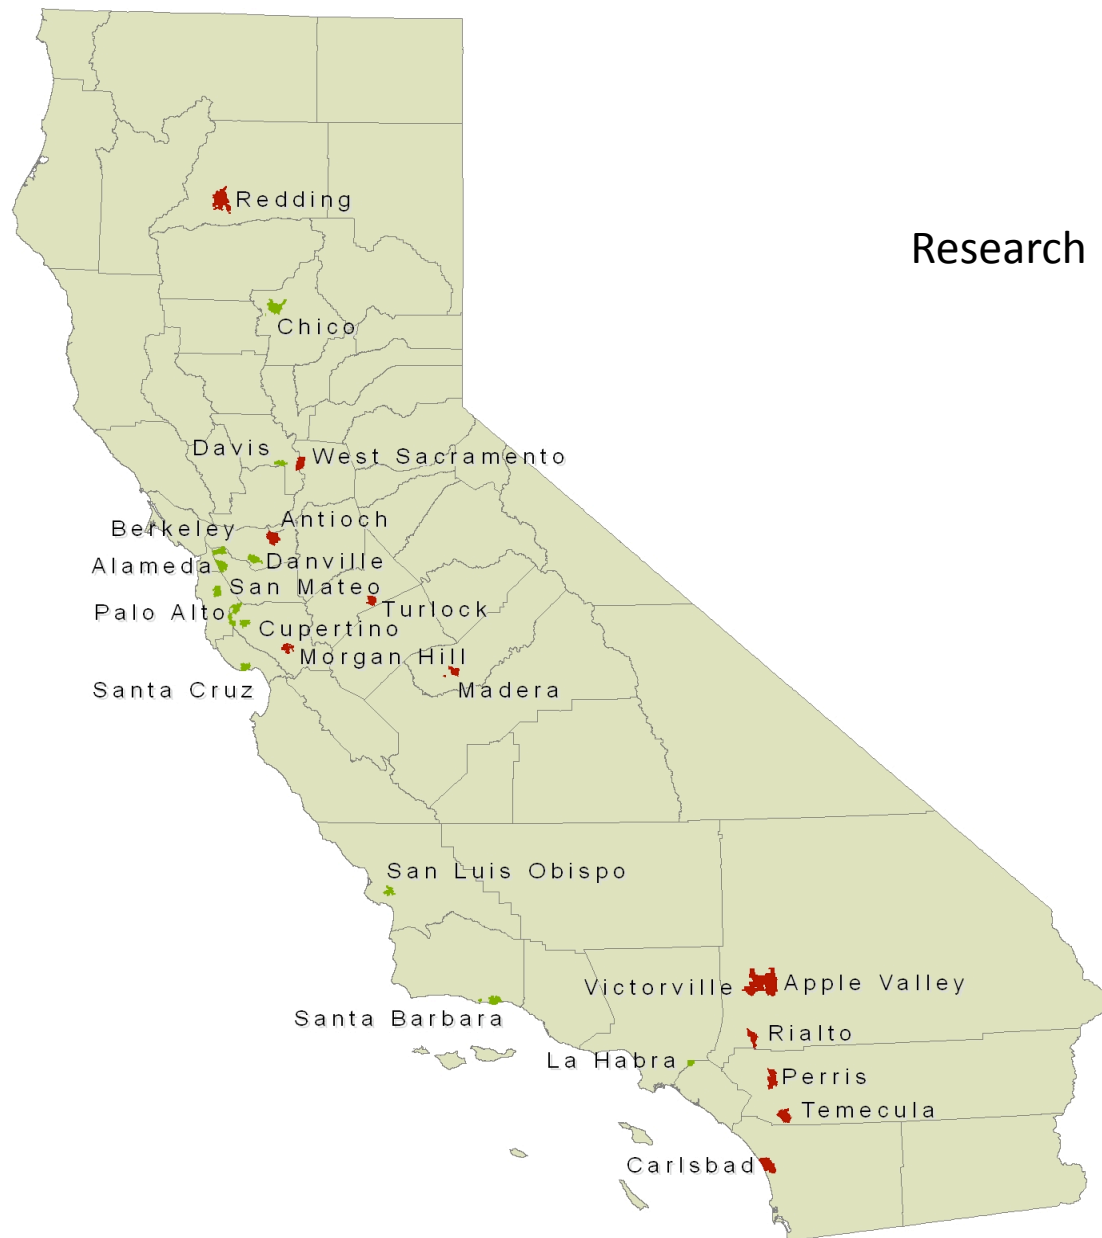 Redding
Research
Chico
Davis
West Sacramento
Antioch
Berkeley
Danville
Alameda
San Mateo
Palo Alto
Turlock
Cupertino
Morgan Hill
Santa Cruz
Madera
San Luis Obispo
Victorville
Apple Valley
Santa Barbara
Rialto
La Habra
Perris
Temecula
Carlsbad